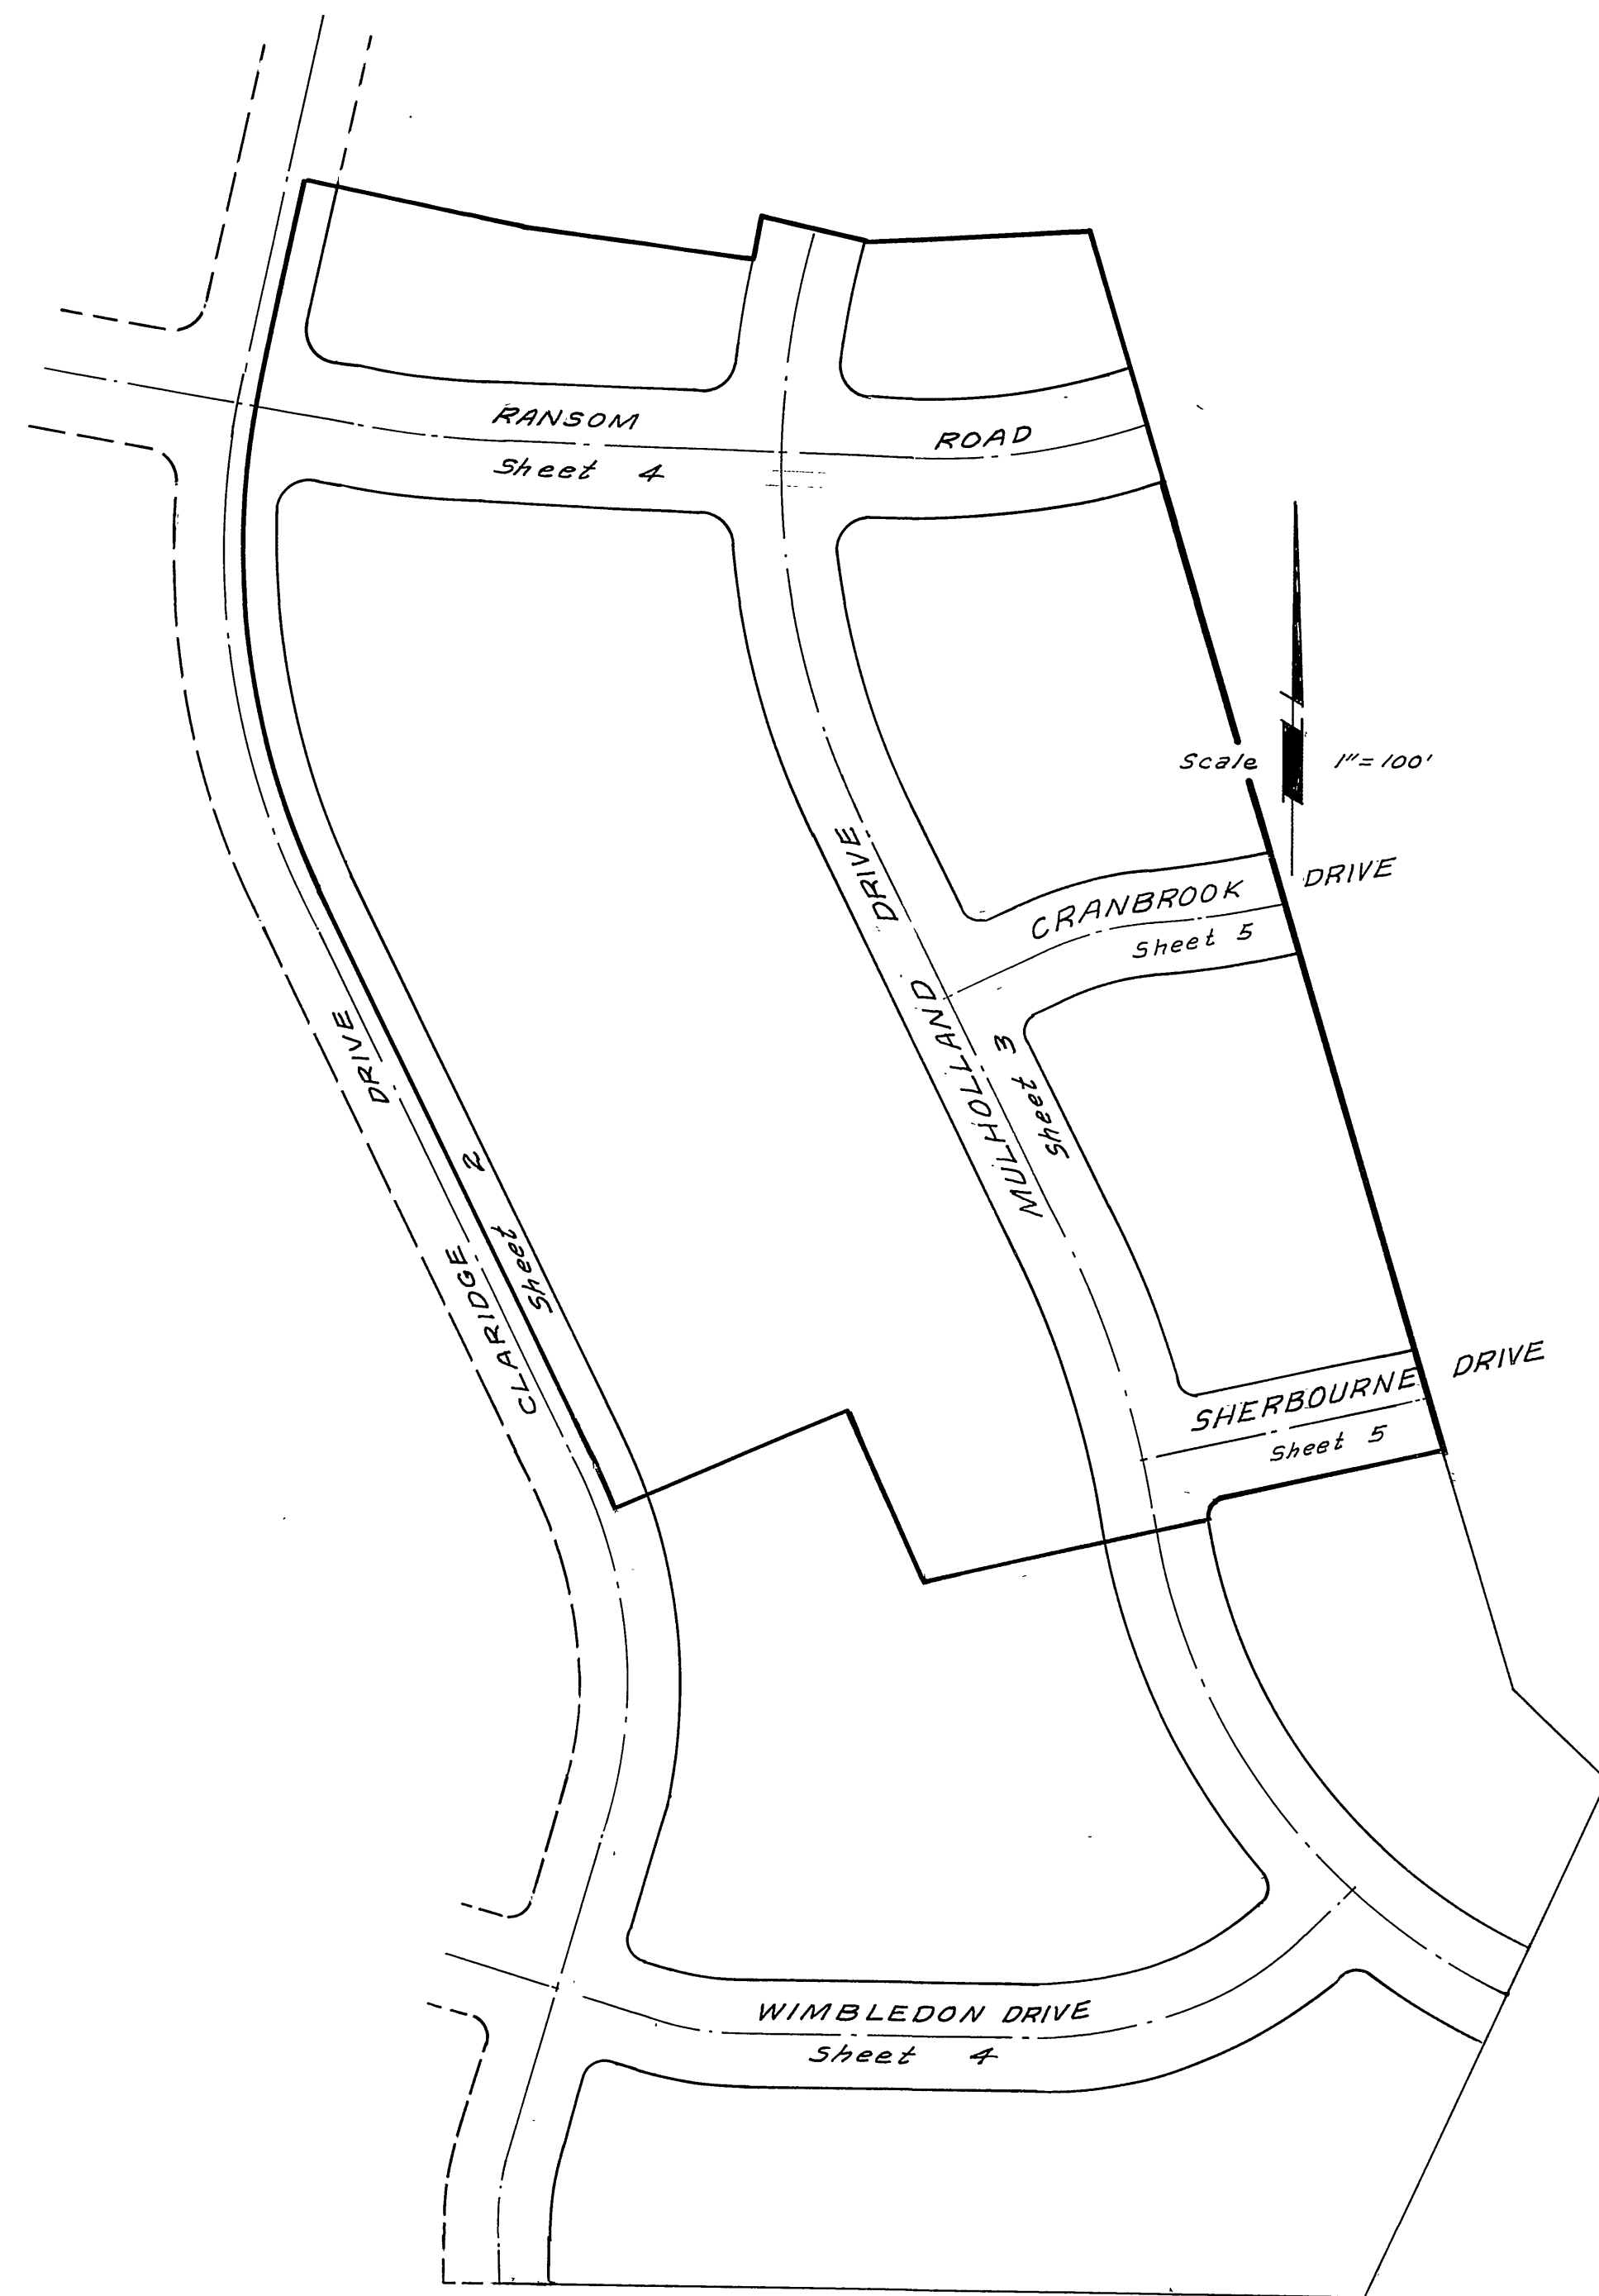 RANSOM ROAD
Sheet 4
Scale 1"=100'
CRANBROOK DRIVE
Sheet 5
MULHOLLAND DRIVE
Sheet 3
CLARIDGE DRIVE
Sheet 2
SHERBOURNE DRIVE
Sheet 5
WIMBLEDON DRIVE
Sheet 4